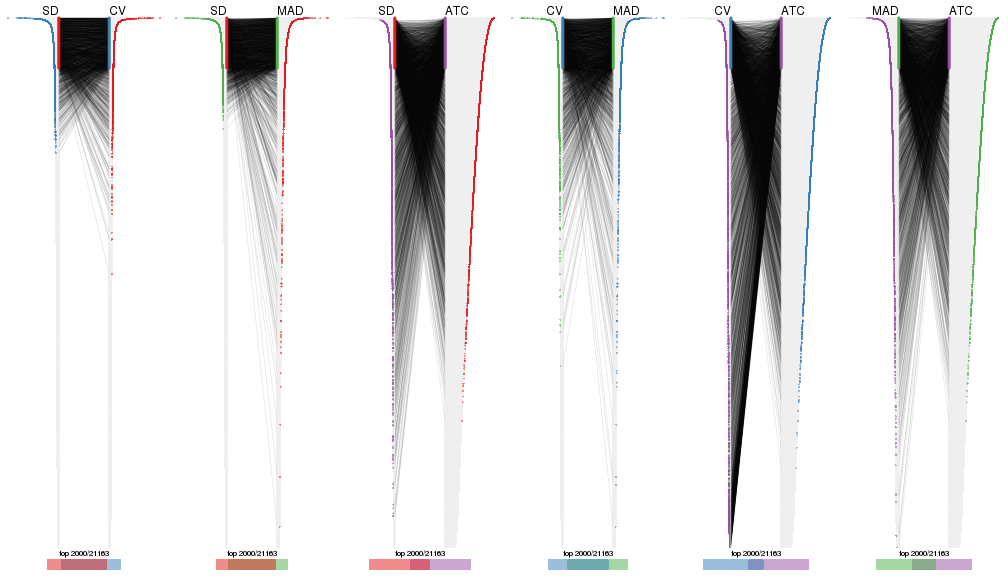 SD CV
SD MAD
SD ATC
CV MAD
CV ATC
MAD ATC
top 2000/21163
top 2000/21163
top 2000/21163
top 2000/21163
top 2000/21163
top 2000/21163